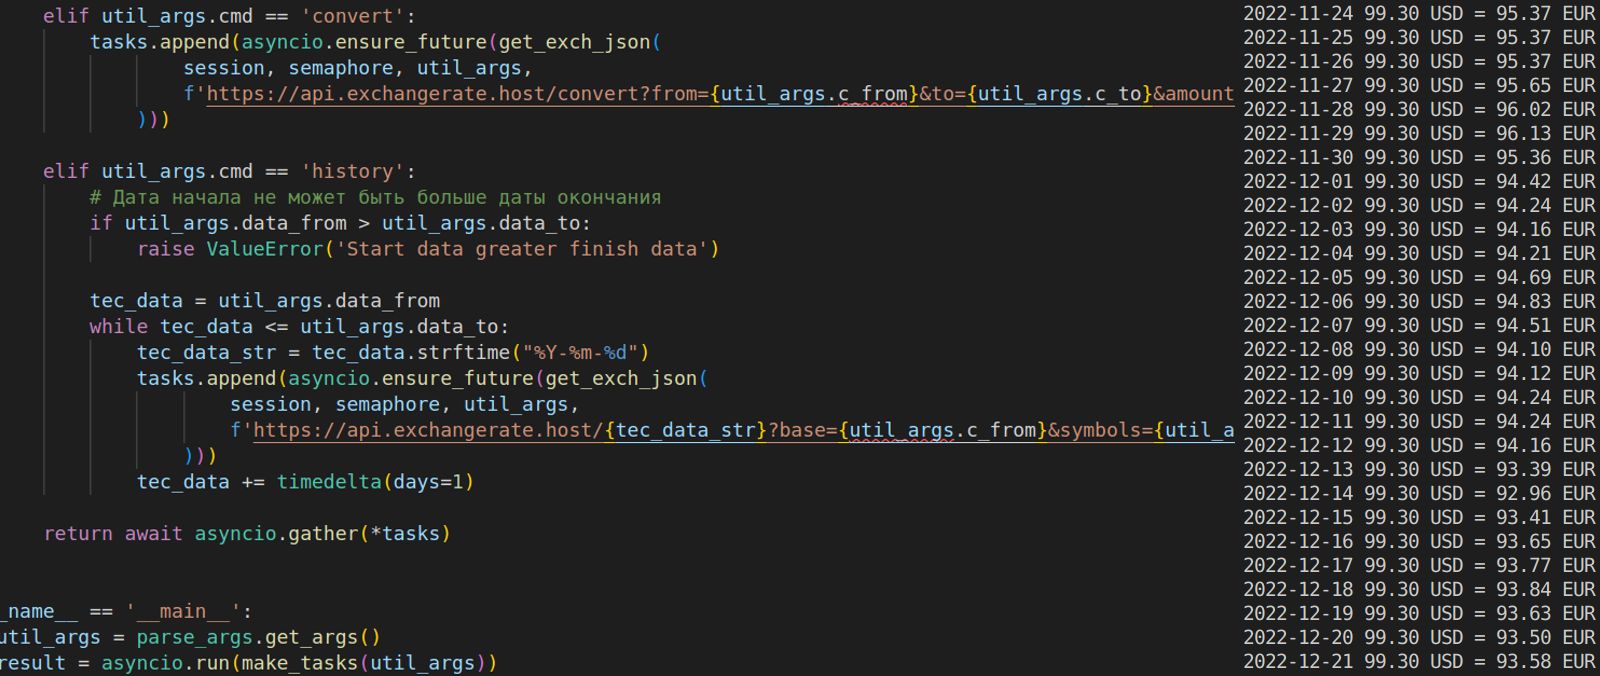 elif util_args.cmd == 'convert':
tasks.append(asyncio.ensure_future(get_exch_json(
session, semaphore, util_args,
f'https://api.exchangerate.host/convert?from={util_args.c_from}&to={util_args.c_to}&amount
)))
elif util_args.cmd == 'history':
# Дата начала не может быть больше даты окончания
if util_args.data_from > util_args.data_to:
raise ValueError('Start data greater finish data')
tec_data = util_args.data_from
while tec_data <= util_args.data_to:
tec_data_str = tec_data.strftime("%Y-%m-%d")
tasks.append(asyncio.ensure_future(get_exch_json(
session, semaphore, util_args,
f'https://api.exchangerate.host/{tec_data_str}?base={util_args.c_from}&symbols={util_a
)))
tec_data += timedelta(days=1)
return await asyncio.gather(*tasks)
_name__ == '__main__':
util_args = parse_args.get_args()
result = asyncio.run(make_tasks(util_args))
2022-11-24 99.30 USD = 95.37 EUR
2022-11-25 99.30 USD = 95.37 EUR
2022-11-26 99.30 USD = 95.37 EUR
2022-11-27 99.30 USD = 95.65 EUR
2022-11-28 99.30 USD = 96.02 EUR
2022-11-29 99.30 USD = 96.13 EUR
2022-11-30 99.30 USD = 95.36 EUR
2022-12-01 99.30 USD = 94.42 EUR
2022-12-02 99.30 USD = 94.24 EUR
2022-12-03 99.30 USD = 94.16 EUR
2022-12-04 99.30 USD = 94.21 EUR
2022-12-05 99.30 USD = 94.69 EUR
2022-12-06 99.30 USD = 94.83 EUR
2022-12-07 99.30 USD = 94.51 EUR
2022-12-08 99.30 USD = 94.10 EUR
2022-12-09 99.30 USD = 94.12 EUR
2022-12-10 99.30 USD = 94.24 EUR
2022-12-11 99.30 USD = 94.24 EUR
2022-12-12 99.30 USD = 94.16 EUR
2022-12-13 99.30 USD = 93.39 EUR
2022-12-14 99.30 USD = 92.96 EUR
2022-12-15 99.30 USD = 93.41 EUR
2022-12-16 99.30 USD = 93.65 EUR
2022-12-17 99.30 USD = 93.77 EUR
2022-12-18 99.30 USD = 93.84 EUR
2022-12-19 99.30 USD = 93.63 EUR
2022-12-20 99.30 USD = 93.50 EUR
2022-12-21 99.30 USD = 93.58 EUR